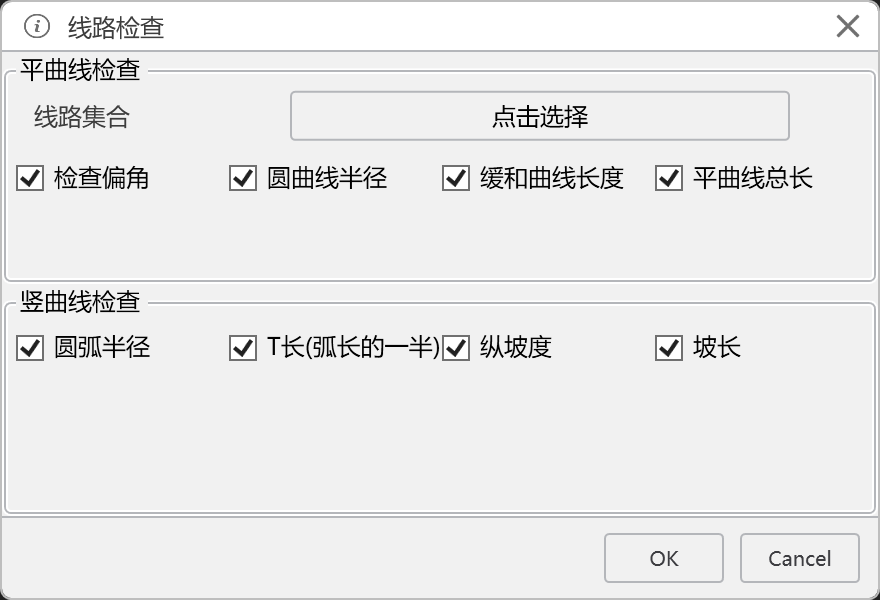 线路检查
平曲线检查
线路集合 点击选择
检查偏角 圆曲线半径 缓和曲线长度 平曲线总长
竖曲线检查
圆弧半径 T长(弧长的一半) 纵坡度 坡长
OK Cancel